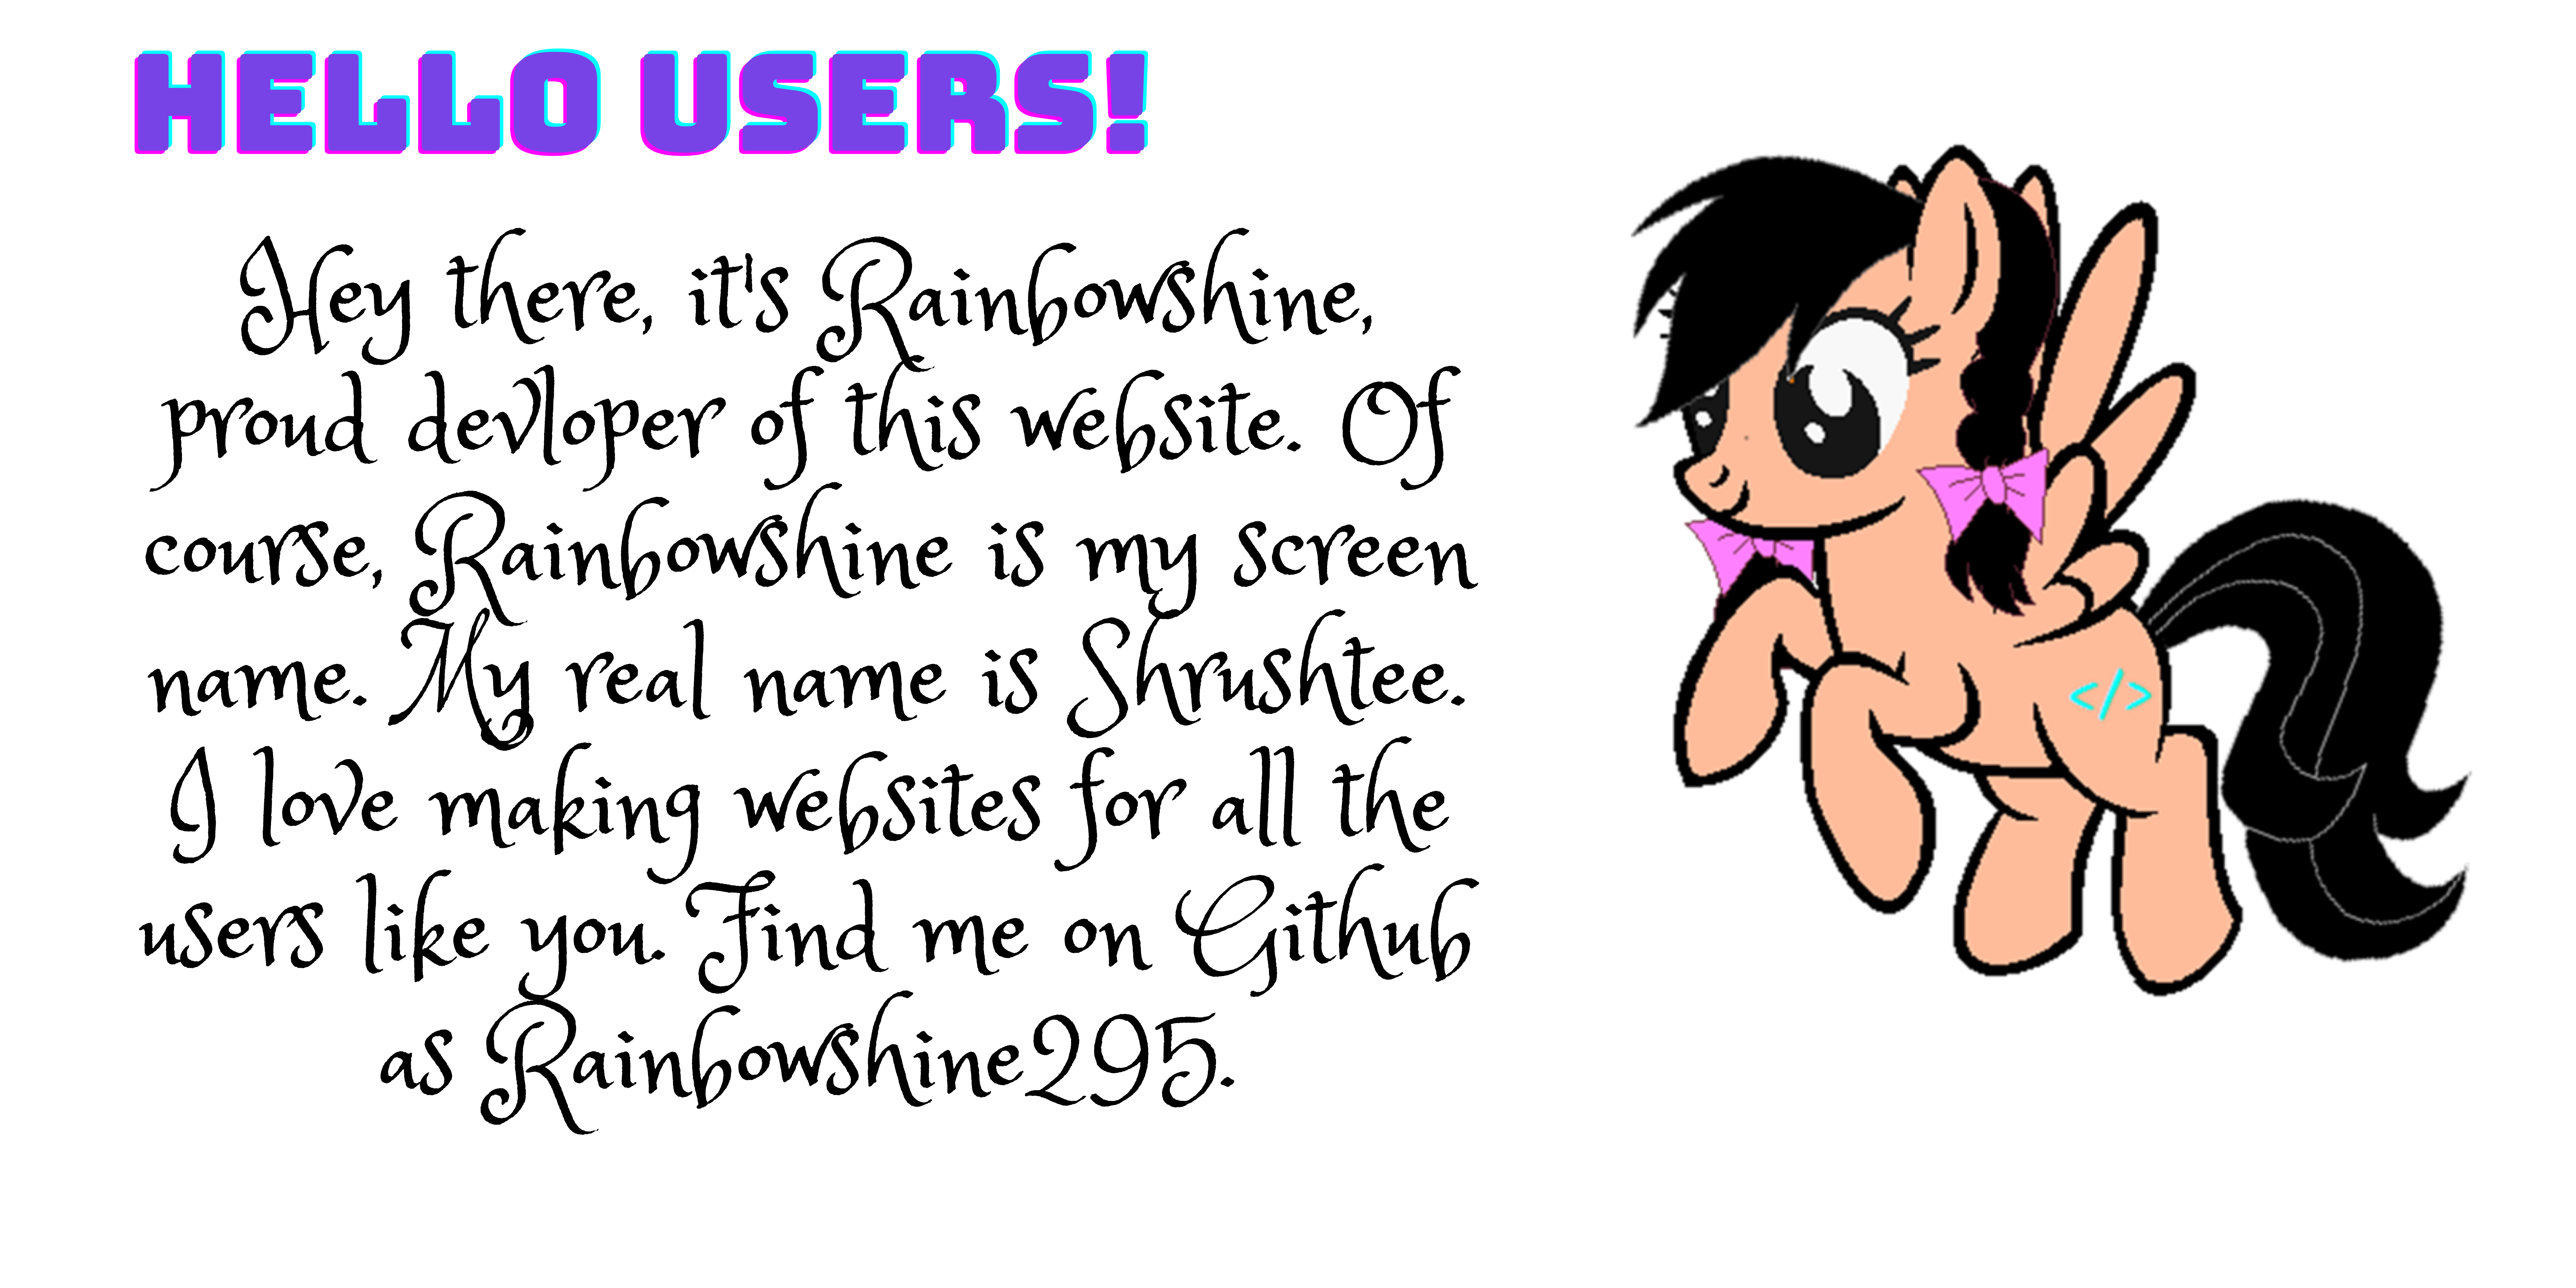 HELLO USERS!
Hey there, it's Rainbowshine,
proud devloper of this website. Of
course, Rainbowshine is my screen
name. My real name is Shrushtee.
I love making websites for all the
users like you. Find me on Github
as Rainbowshine295.
</>